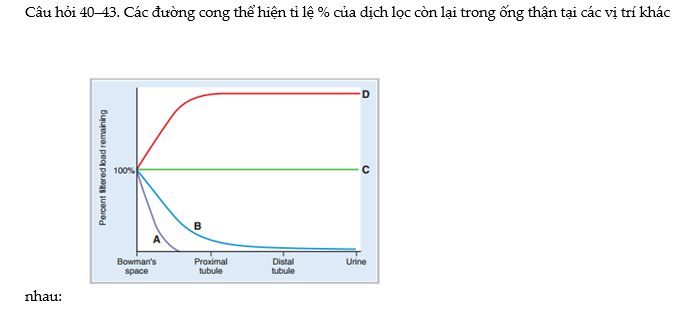 Câu hỏi 40–43. Các đường cong thể hiện ti lệ % của dịch lọc còn lại trong ống thận tại các vị trí khác
Percent filtered load remaining
D
100%
C
B
A
Bowman's
space
Proximal
tubule
Distal
tubule
Urine
nhau: